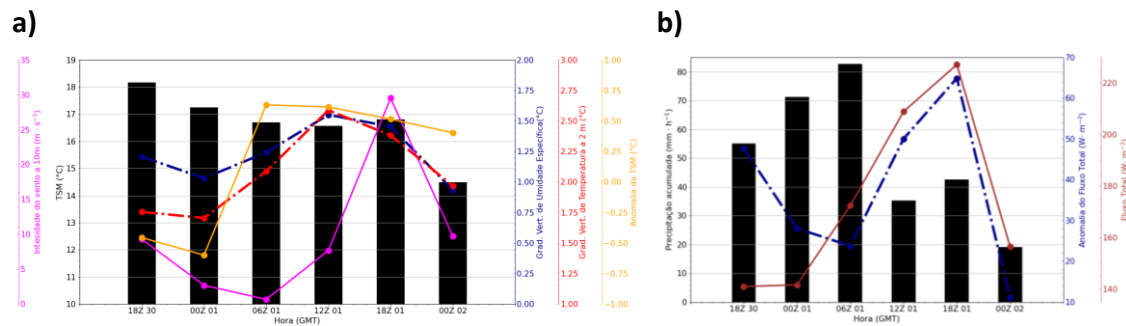 a)
Intesidade do vento a 10m (m · s⁻¹)
35
30
25
20
15
10
5
0
TSM (°C)
19
18
17
16
15
14
13
12
11
10
18Z 30
00Z 01
06Z 01
12Z 01
18Z 01
00Z 02
Hora (GMT)
2.00
1.75
1.50
1.25
1.00
0.75
0.50
0.25
0.00
Grad. Vert. de Umidade Especifica(°C)
3.00
2.75
2.50
2.25
2.00
1.75
1.50
1.25
1.00
Grad. Vert. de Temperatura a 2 m (°C)
1.00
0.75
0.50
0.25
0.00
−0.25
−0.50
−0.75
−1.00
Anomalia da TSM (°C)
b)
Precipitação acumulada (mm · h⁻¹)
80
70
60
50
40
30
20
10
0
18Z 30
00Z 01
06Z 01
12Z 01
18Z 01
00Z 02
Hora (GMT)
70
60
50
40
30
20
10
Anomalia do Fluxo Total (W· m⁻²)
220
200
180
160
140
Fluxo Total (W· m⁻²)